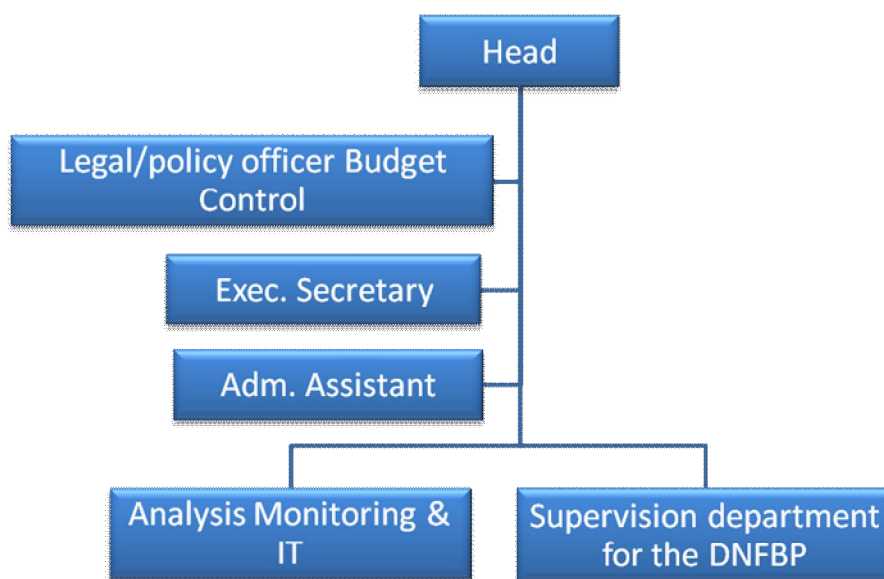 Head
Legal/policy officer Budget
Control
Exec. Secretary
Adm. Assistant
Analysis Monitoring &
IT
Supervision department
for the DNFBP